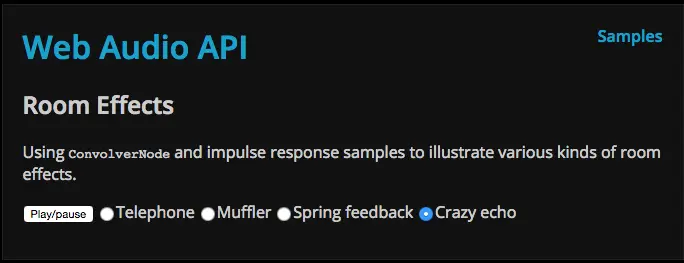 Web Audio API
Samples
Room Effects
Using ConvolverNode and impulse response samples to illustrate various kinds of room
effects.
Play/pause Telephone Muffler Spring feedback Crazy echo